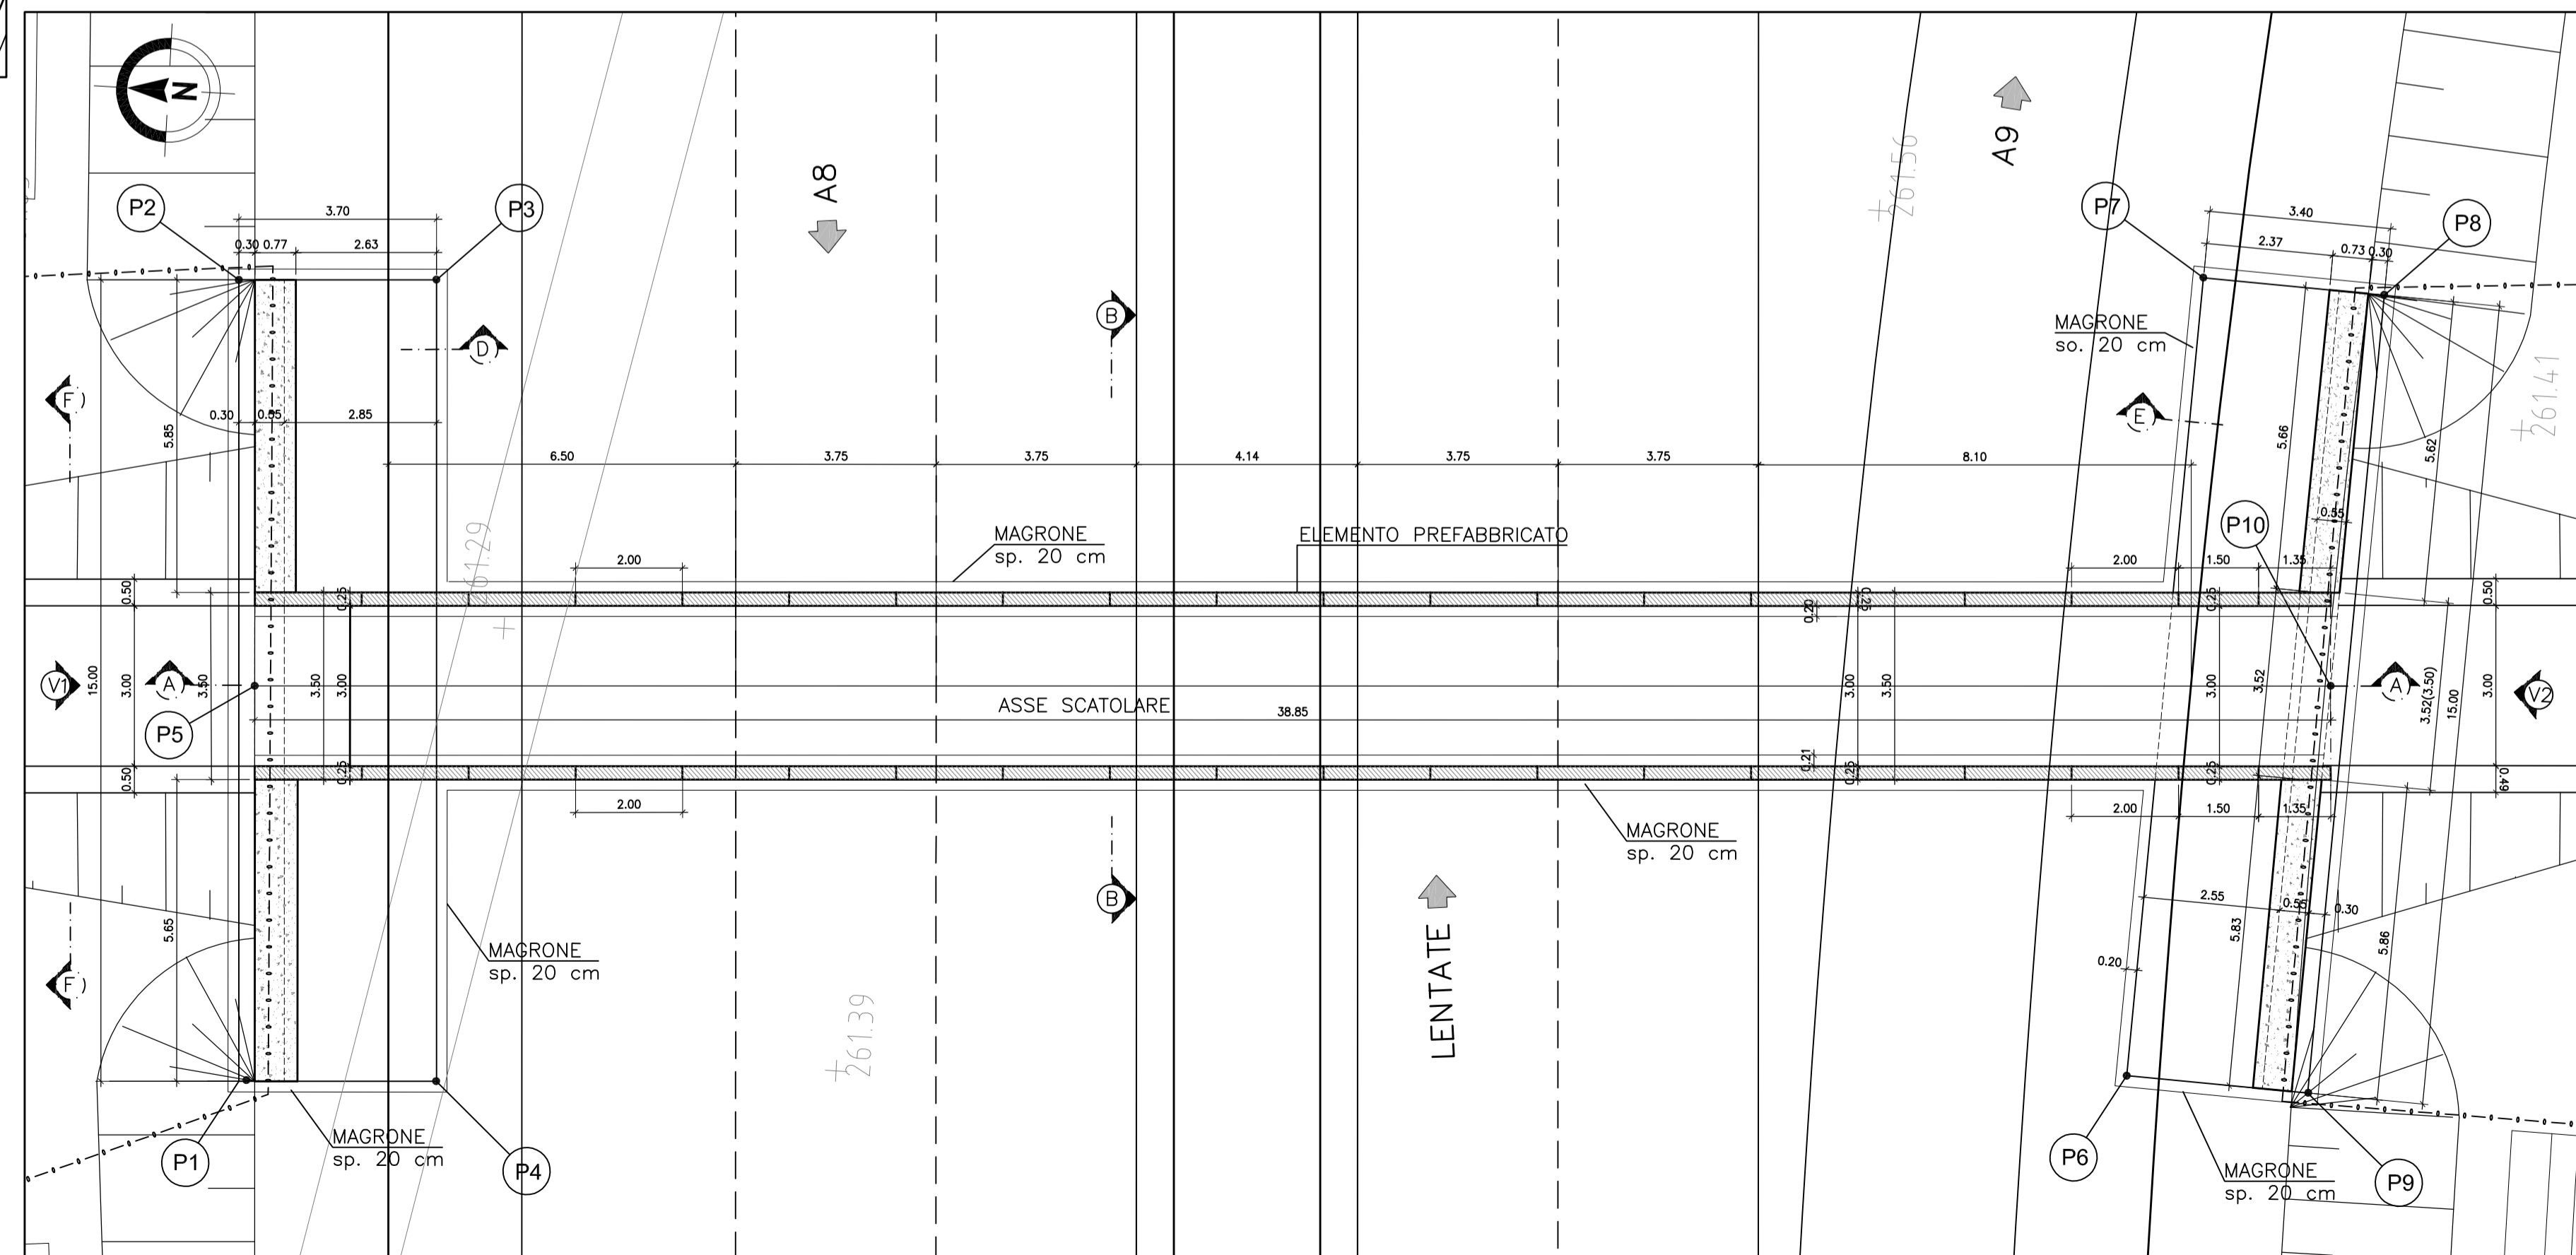 N
P2
P3
3.70
0.30 0.77 2.63
A8
A9
261.56
P7
P8
3.40
2.37 0.73 0.30
B
D
MAGRONE
so. 20 cm
F
0.30 0.55 2.85
E
261.41
5.85
6.50 3.75 3.75 4.14 3.75 3.75 8.10
5.66
5.62
0.55
P10
261.29
MAGRONE
sp. 20 cm
ELEMENTO PREFABBRICATO
2.00
2.00 1.50 1.35
0.50
0.25
0.20
0.25
0.25
0.50
V1
15.00
3.00
A
3.50
3.50
3.00
ASSE SCATOLARE
38.85
3.00
3.50
3.00
3.52
A
3.52(3.50)
15.00
3.00
V2
P5
0.50
0.25
0.21
0.25
0.25
0.49
2.00
2.00 1.50 1.35
MAGRONE
sp. 20 cm
B
2.55 0.55 0.30
5.65
5.83
5.86
MAGRONE
sp. 20 cm
LENTATE
0.20
F
261.39
MAGRONE
sp. 20 cm
P1
P4
P6
MAGRONE
sp. 20 cm
P9